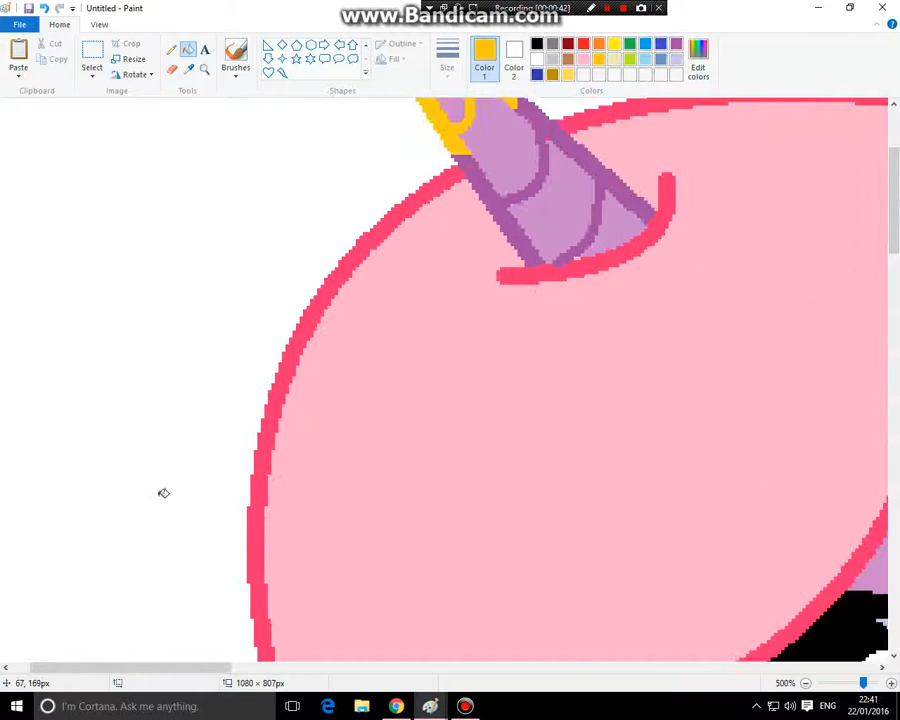 www.Bandicam.com
Recording [00:00:42]
Untitled - Paint
File
Home
View
Paste
Cut
Copy
Clipboard
Select
Crop
Resize
Rotate
Image
A
Tools
Brushes
Outline
Fill
Shapes
Size
Color 1
Color 2
Edit colors
Colors
67, 169px
1080 × 807px
500%
I'm Cortana. Ask me anything.
ENG
22:41
22/01/2016